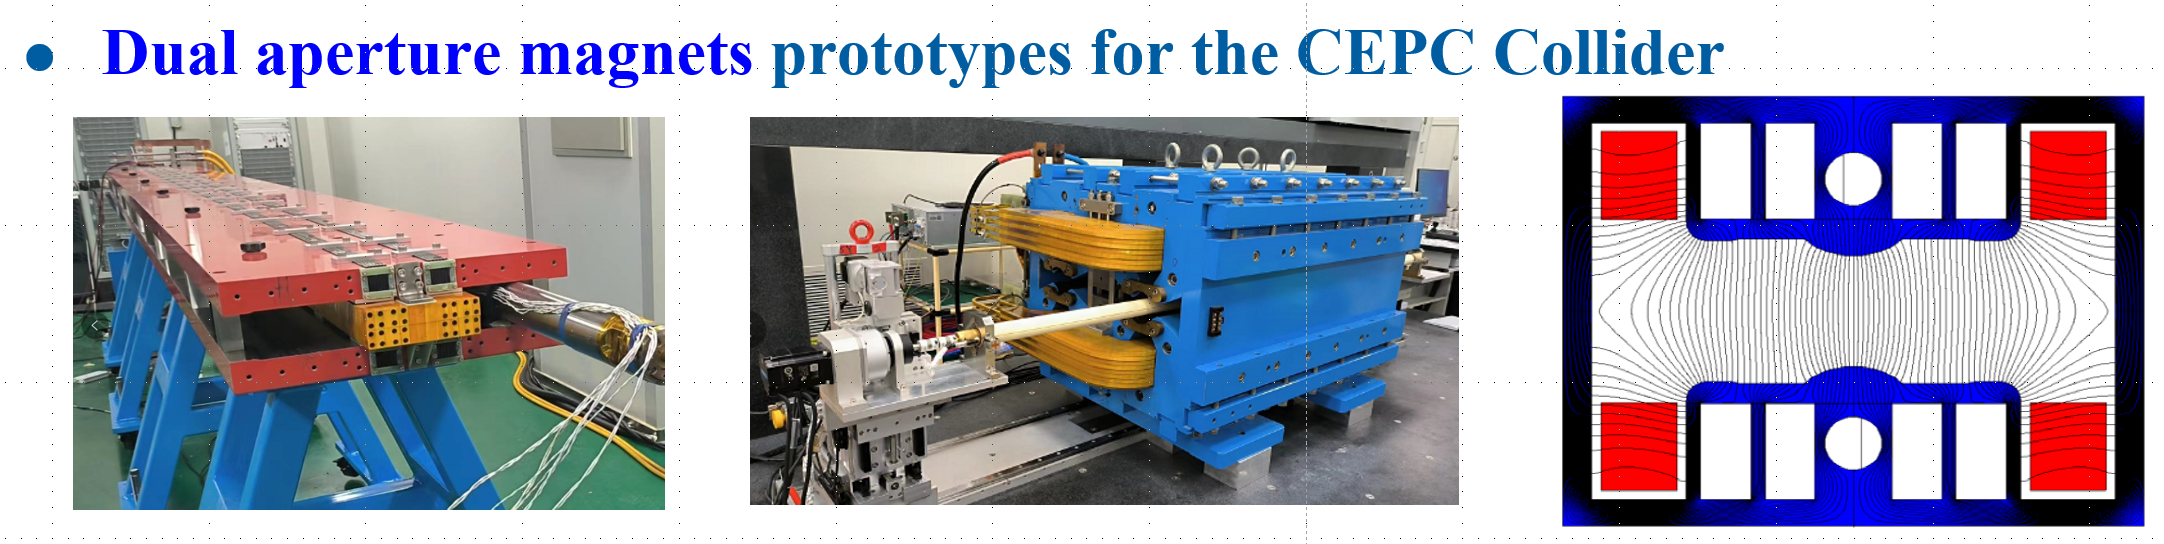 Dual aperture magnets prototypes for the CEPC Collider